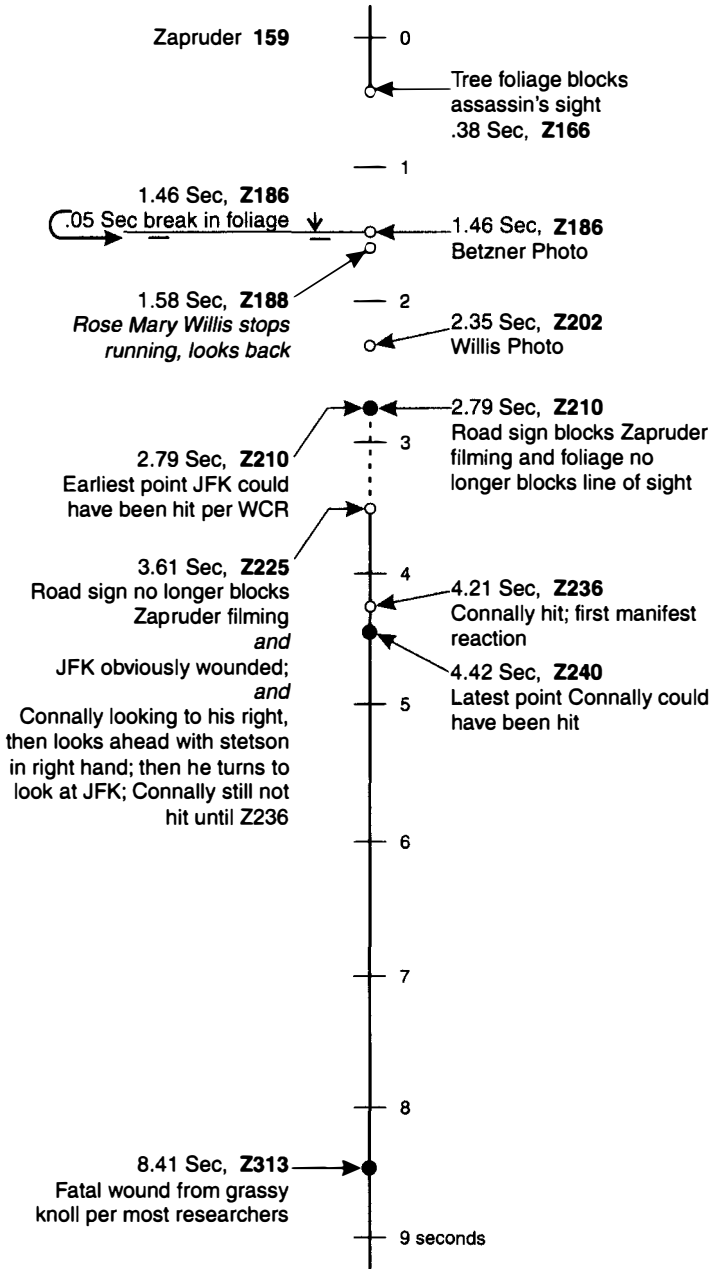 Zapruder 159
0
Tree foliage blocks
assassin's sight
.38 Sec, Z166
1
1.46 Sec, Z186
.05 Sec break in foliage
1.46 Sec, Z186
Betzner Photo
1.58 Sec, Z188
Rose Mary Willis stops
running, looks back
2
2.35 Sec, Z202
Willis Photo
2.79 Sec, Z210
Road sign blocks Zapruder
filming and foliage no
longer blocks line of sight
3
2.79 Sec, Z210
Earliest point JFK could
have been hit per WCR
3.61 Sec, Z225
Road sign no longer blocks
Zapruder filming
and
JFK obviously wounded;
and
Connally looking to his right,
then looks ahead with stetson
in right hand; then he turns to
look at JFK; Connally still not
hit until Z236
4
4.21 Sec, Z236
Connally hit; first manifest
reaction
4.42 Sec, Z240
Latest point Connally could
have been hit
5
6
7
8
8.41 Sec, Z313
Fatal wound from grassy
knoll per most researchers
9 seconds